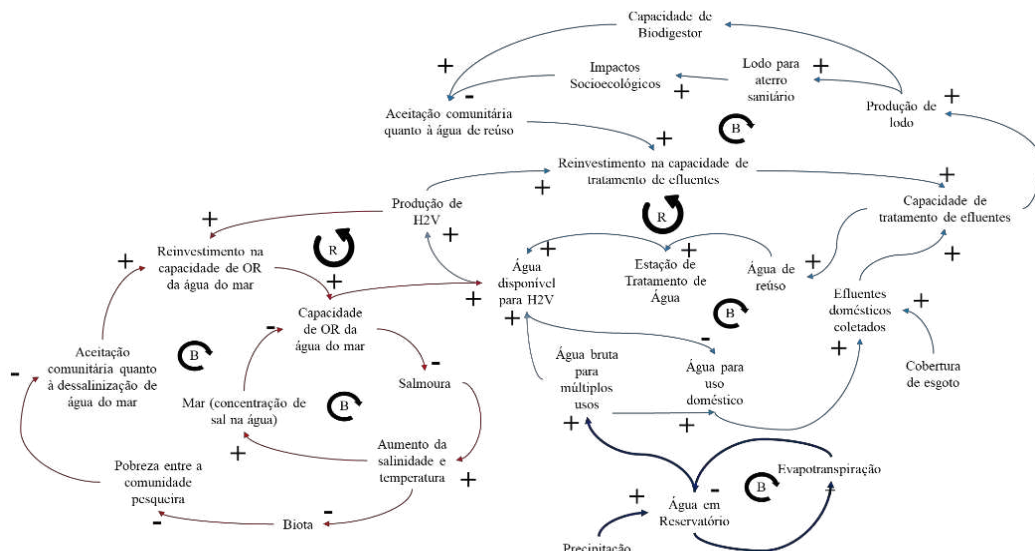 Capacidade de
Biodigestor
+
+
-
Impactos
Socioecológicos
+
Lodo para
aterro
sanitário
+
Produção de
lodo
+
Aceitação comunitária
quanto à água de reúso
B
+
Reinvestimento na capacidade de
tratamento de efluentes
+
+
Capacidade de
tratamento de efluentes
+
Produção de
H2V
+
R
+
Reinvestimento na
capacidade de OR
da água do mar
+
R
+
Água
disponível
para H2V
+
+
+
Estação de
Tratamento de
Água
+
Água de
reúso
+
Efluentes
domésticos
coletados
+
+
Cobertura
de esgoto
B
-
Capacidade
de OR da
água do mar
-
Aceitação
comunitária quanto
à dessalinização de
água do mar
-
B
Mar (concentração de
sal na água)
+
B
-
Salmoura
Água bruta
para
múltiplos
usos
+
Água para
uso
doméstico
+
Aumento da
salinidade e
temperatura
+
Pobreza entre a
comunidade
pesqueira
-
Biota
-
Evapotranspiração
B
-
+
Água em
Reservatório
Precipitação